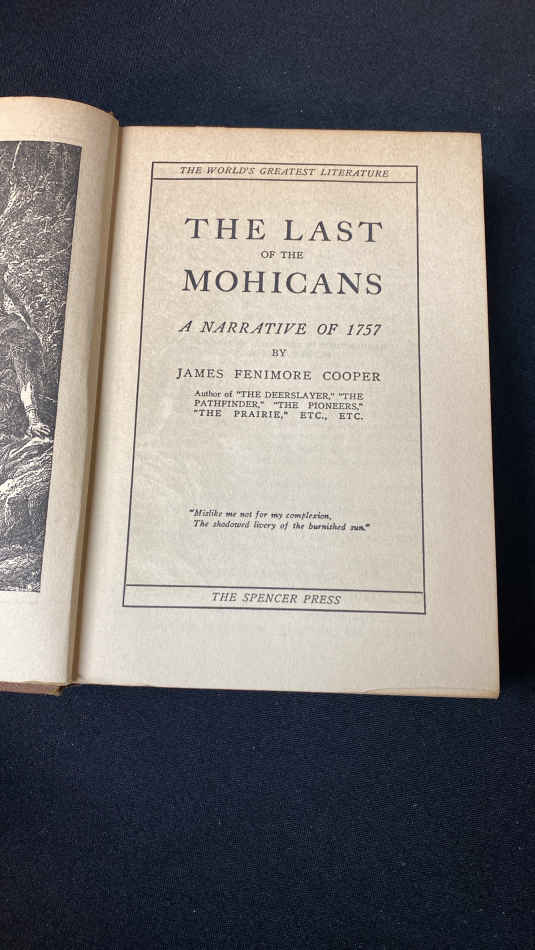 THE WORLD'S GREATEST LITERATURE
THE LAST
OF THE
MOHICANS
A NARRATIVE OF 1757
BY
JAMES FENIMORE COOPER
Author of "THE DEERSLAYER," "THE
PATHFINDER," "THE PIONEERS,"
"THE PRAIRIE," ETC., ETC.
"Mislike me not for my complexion,
The shadowed livery of the burnished sun."
THE SPENCER PRESS